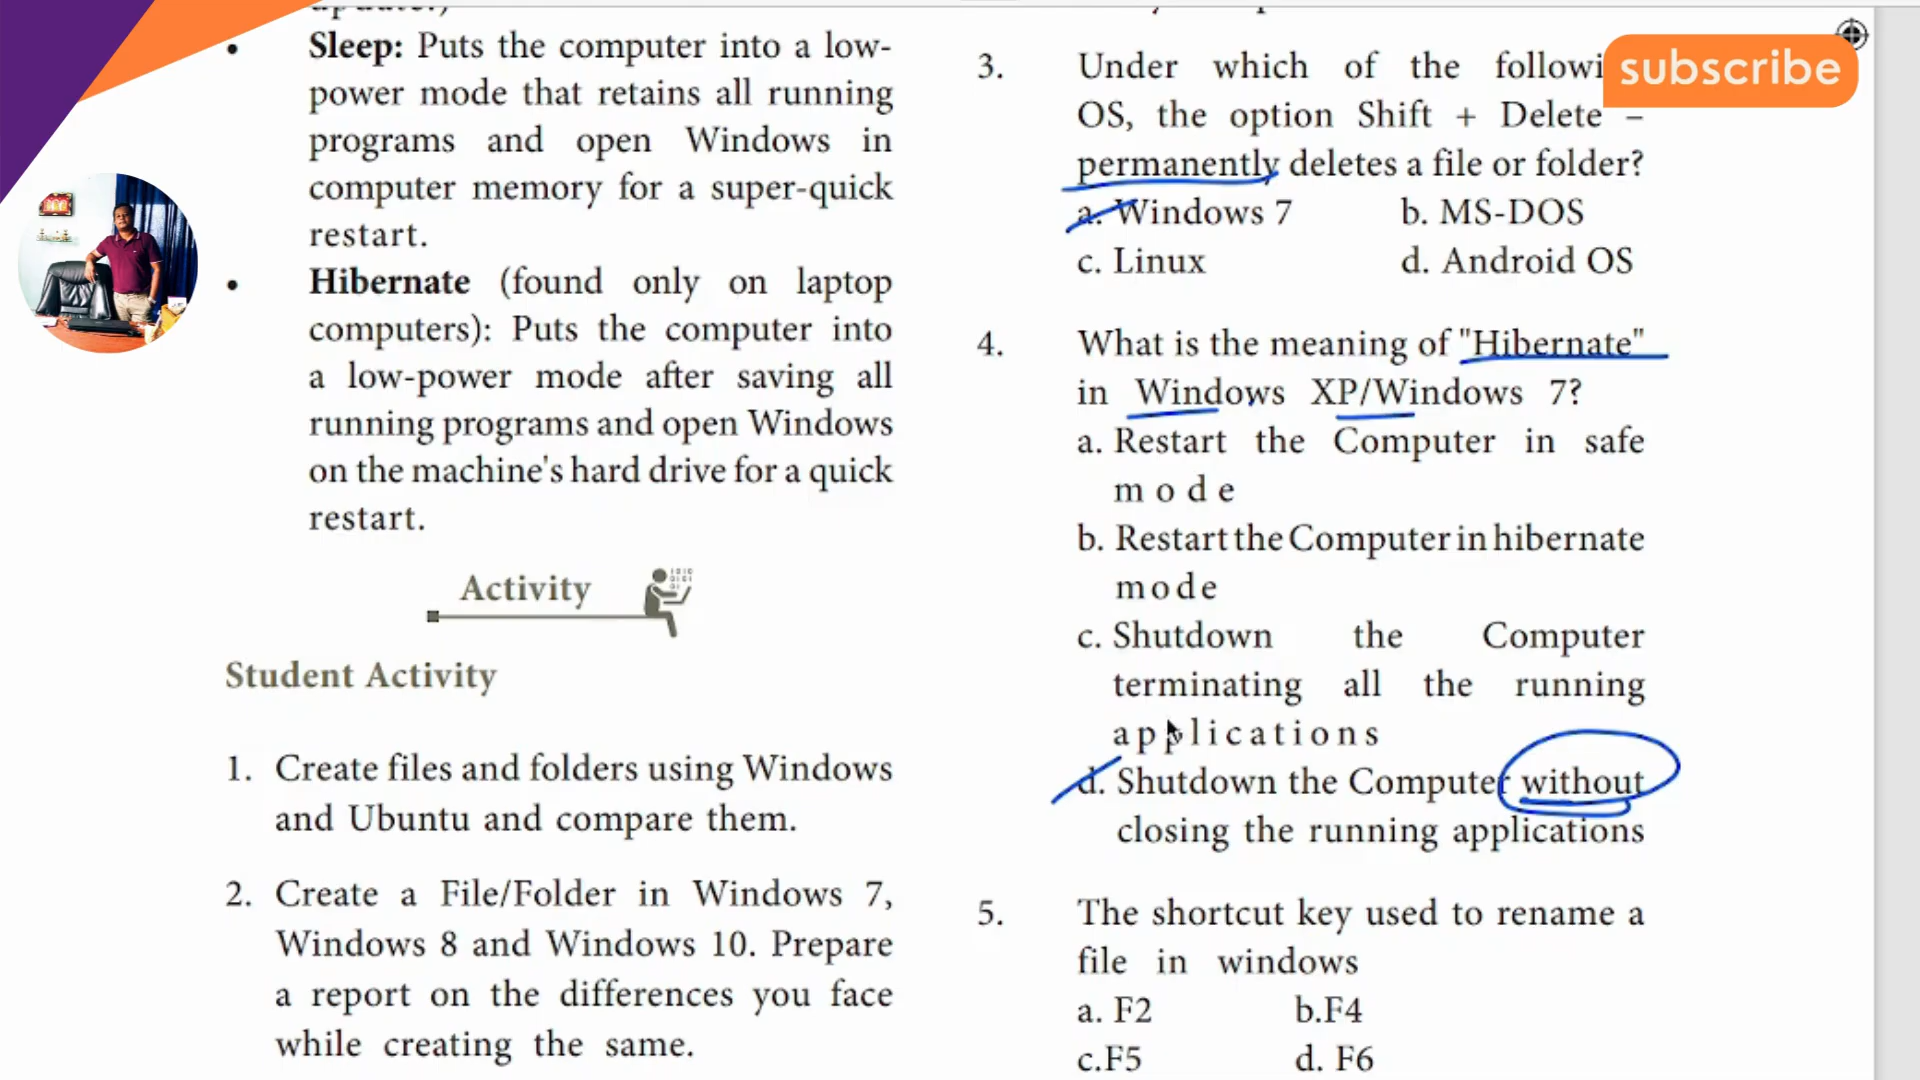 Sleep: Puts the computer into a low-
power mode that retains all running
programs and open Windows in
computer memory for a super-quick
restart.
Hibernate (found only on laptop
computers): Puts the computer into
a low-power mode after saving all
running programs and open Windows
on the machine's hard drive for a quick
restart.
Activity
Student Activity
1. Create files and folders using Windows
and Ubuntu and compare them.
2. Create a File/Folder in Windows 7,
Windows 8 and Windows 10. Prepare
a report on the differences you face
while creating the same.
subscribe
3. Under which of the followi
OS, the option Shift + Delete –
permanently deletes a file or folder?
a. Windows 7 b. MS-DOS
c. Linux d. Android OS
4. What is the meaning of "Hibernate"
in Windows XP/Windows 7?
a. Restart the Computer in safe
mode
b. Restart the Computer in hibernate
mode
c. Shutdown the Computer
terminating all the running
applications
d. Shutdown the Computer without
closing the running applications
5. The shortcut key used to rename a
file in windows
a. F2 b.F4
c.F5 d. F6